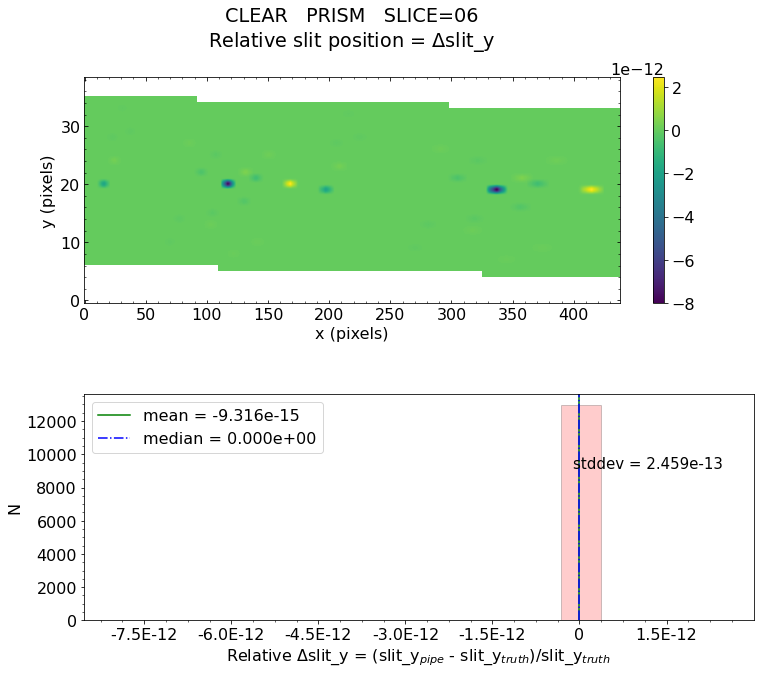 CLEAR   PRISM   SLICE=06
Relative slit position = Δslit_y
1e−12
30
20
10
0
y (pixels)
0 50 100 150 200 250 300 350 400
x (pixels)
2
0
−2
−4
−6
−8
mean = -9.316e-15
median = 0.000e+00
stddev = 2.459e-13
12000
10000
8000
6000
4000
2000
0
N
-7.5E-12 -6.0E-12 -4.5E-12 -3.0E-12 -1.5E-12 0 1.5E-12
Relative Δslit_y = (slit_y_pipe - slit_y_truth)/slit_y_truth